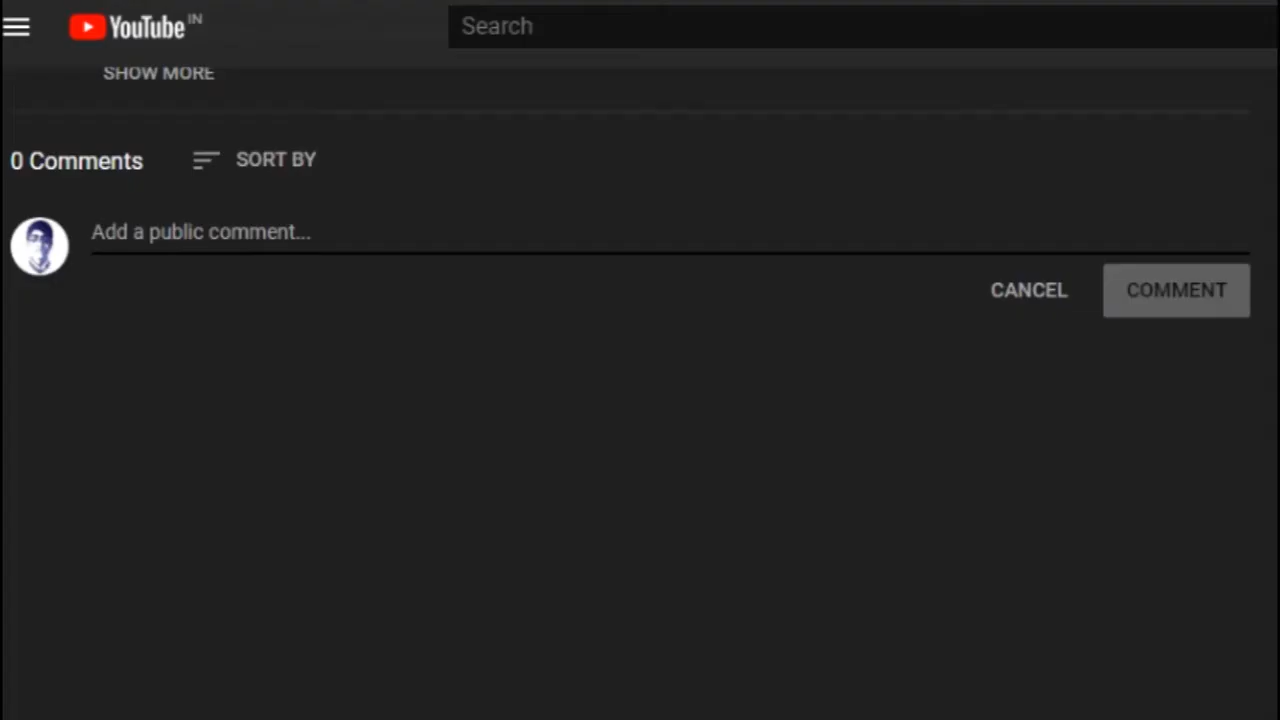 YouTube IN
Search
SHOW MORE
0 Comments
SORT BY
Add a public comment...
CANCEL
COMMENT